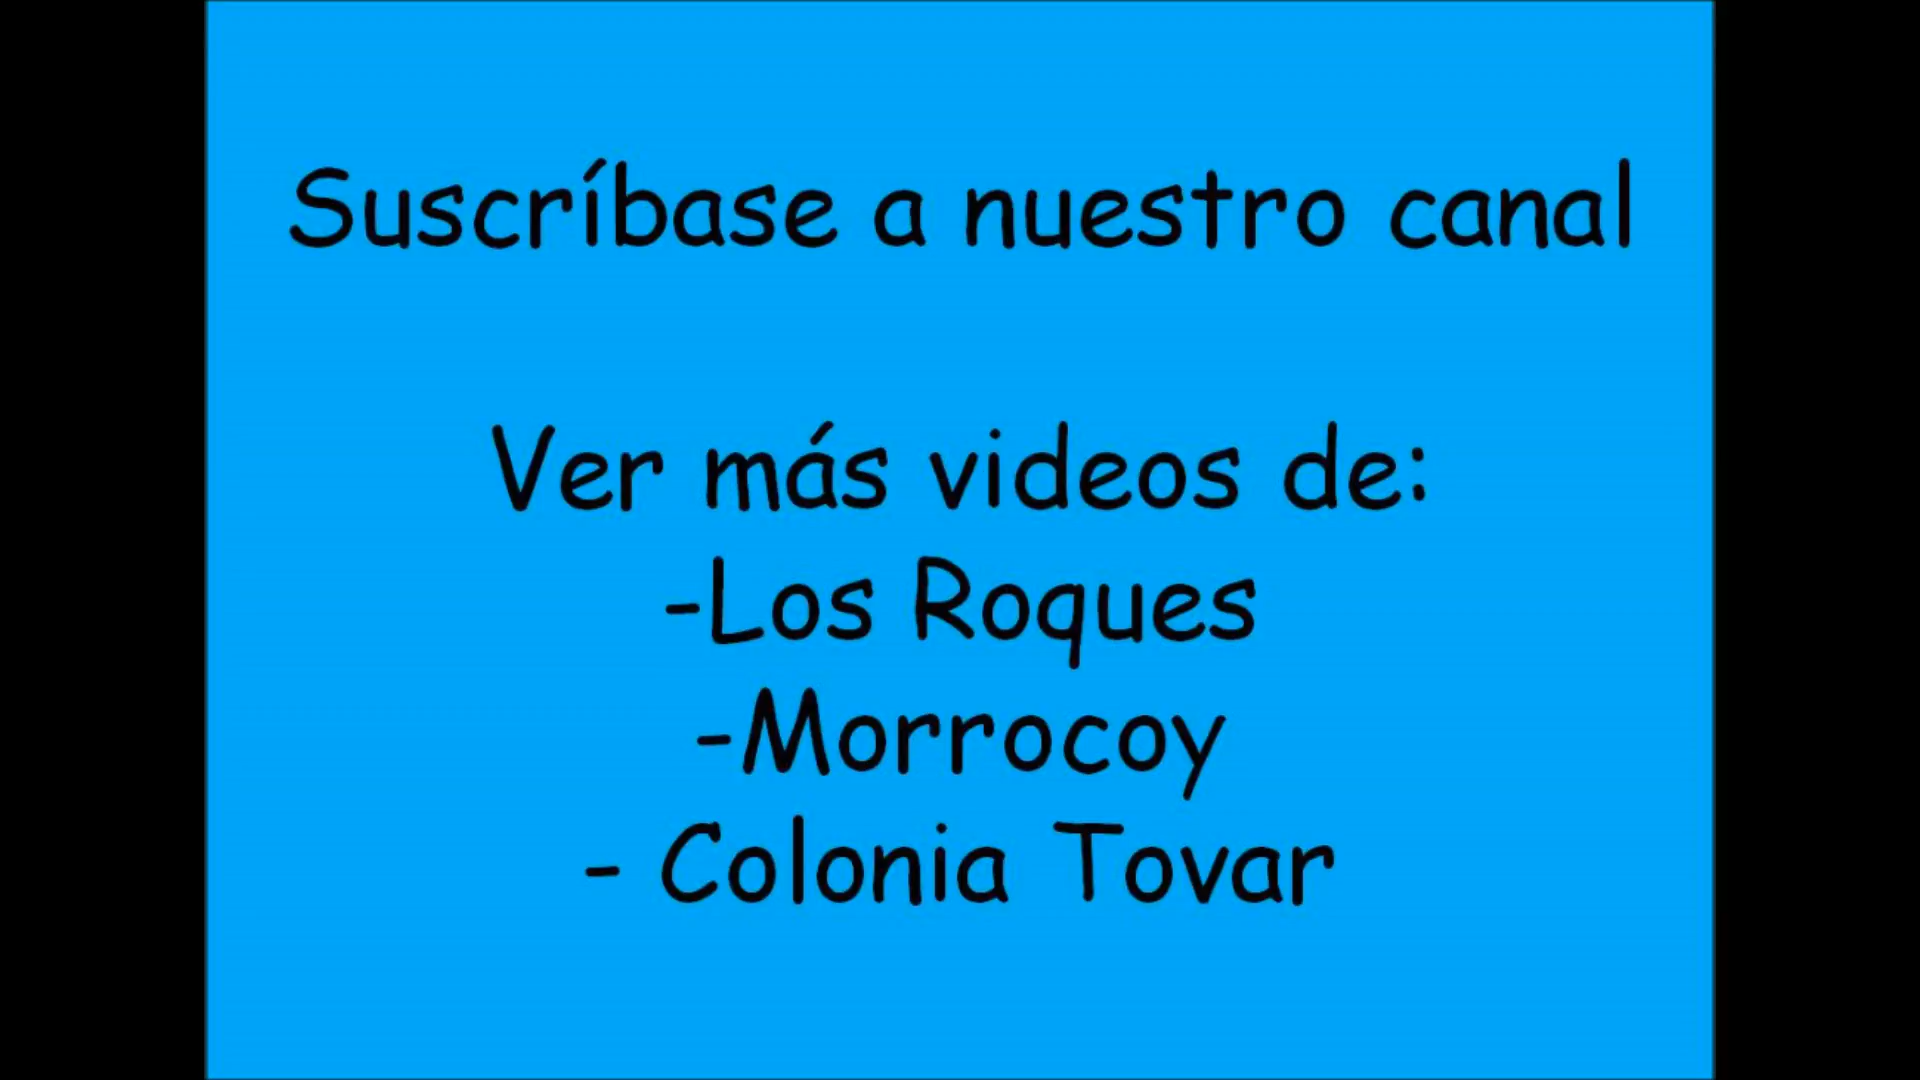 Suscríbase a nuestro canal
Ver más videos de:
-Los Roques
-Morrocoy
- Colonia Tovar